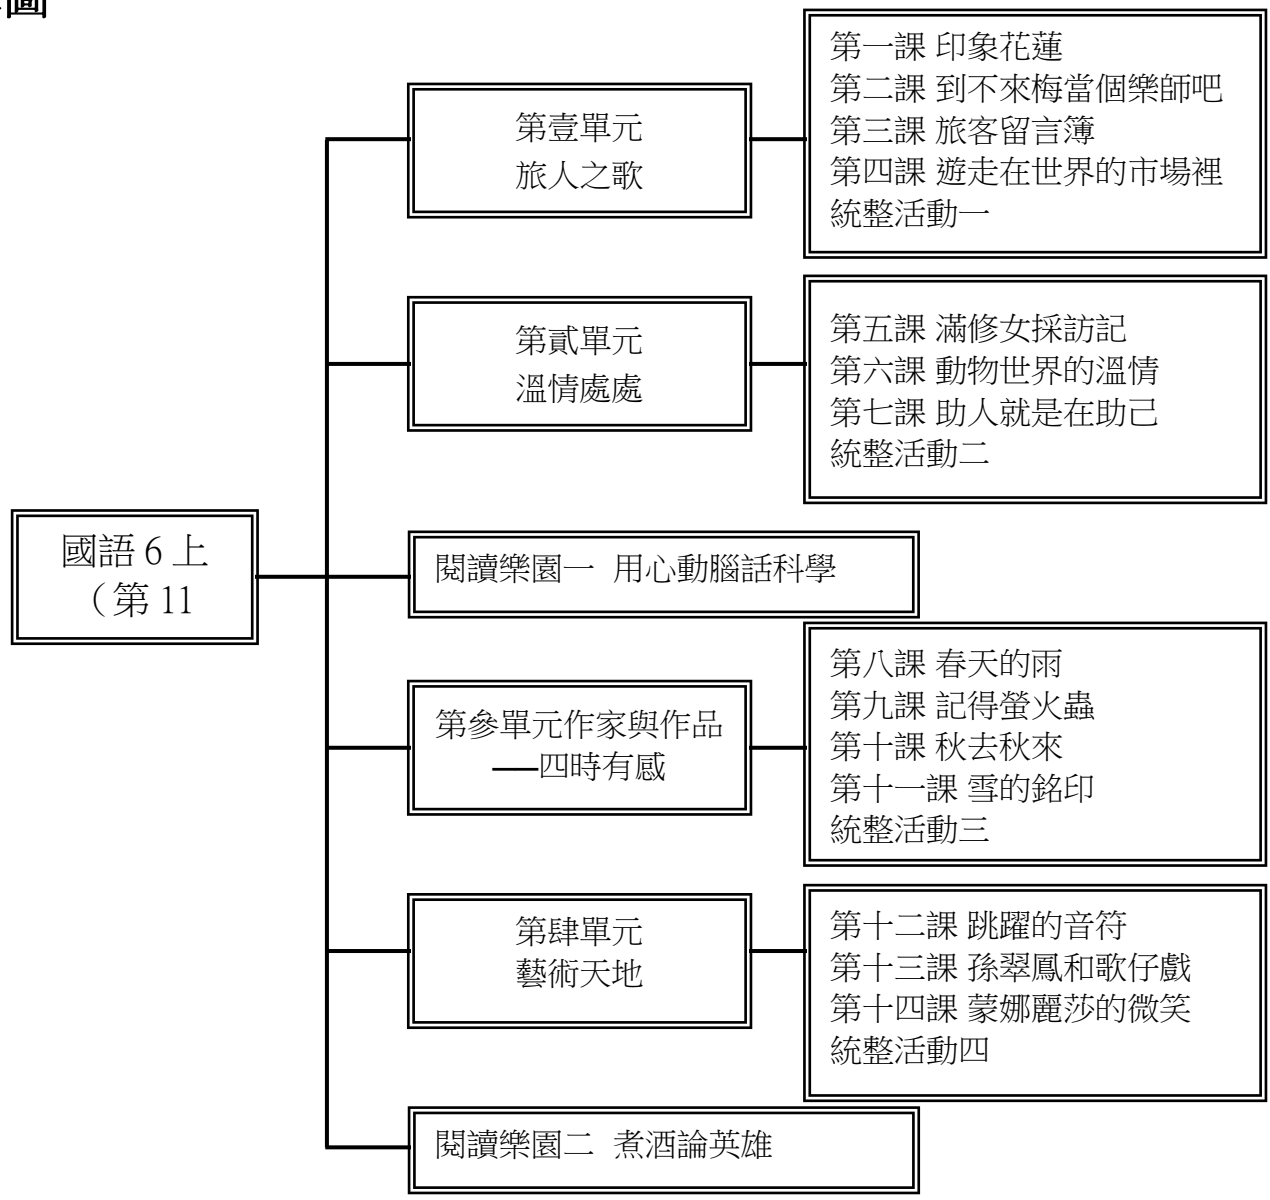 圖
國語 6 上
（第 11
第壹單元
旅人之歌
第一課 印象花蓮
第二課 到不來梅當個樂師吧
第三課 旅客留言簿
第四課 遊走在世界的市場裡
統整活動一
第貳單元
溫情處處
第五課 滿修女採訪記
第六課 動物世界的溫情
第七課 助人就是在助己
統整活動二
閱讀樂園一 用心動腦話科學
第參單元作家與作品
──四時有感
第八課 春天的雨
第九課 記得螢火蟲
第十課 秋去秋來
第十一課 雪的銘印
統整活動三
第肆單元
藝術天地
第十二課 跳躍的音符
第十三課 孫翠鳳和歌仔戲
第十四課 蒙娜麗莎的微笑
統整活動四
閱讀樂園二 煮酒論英雄